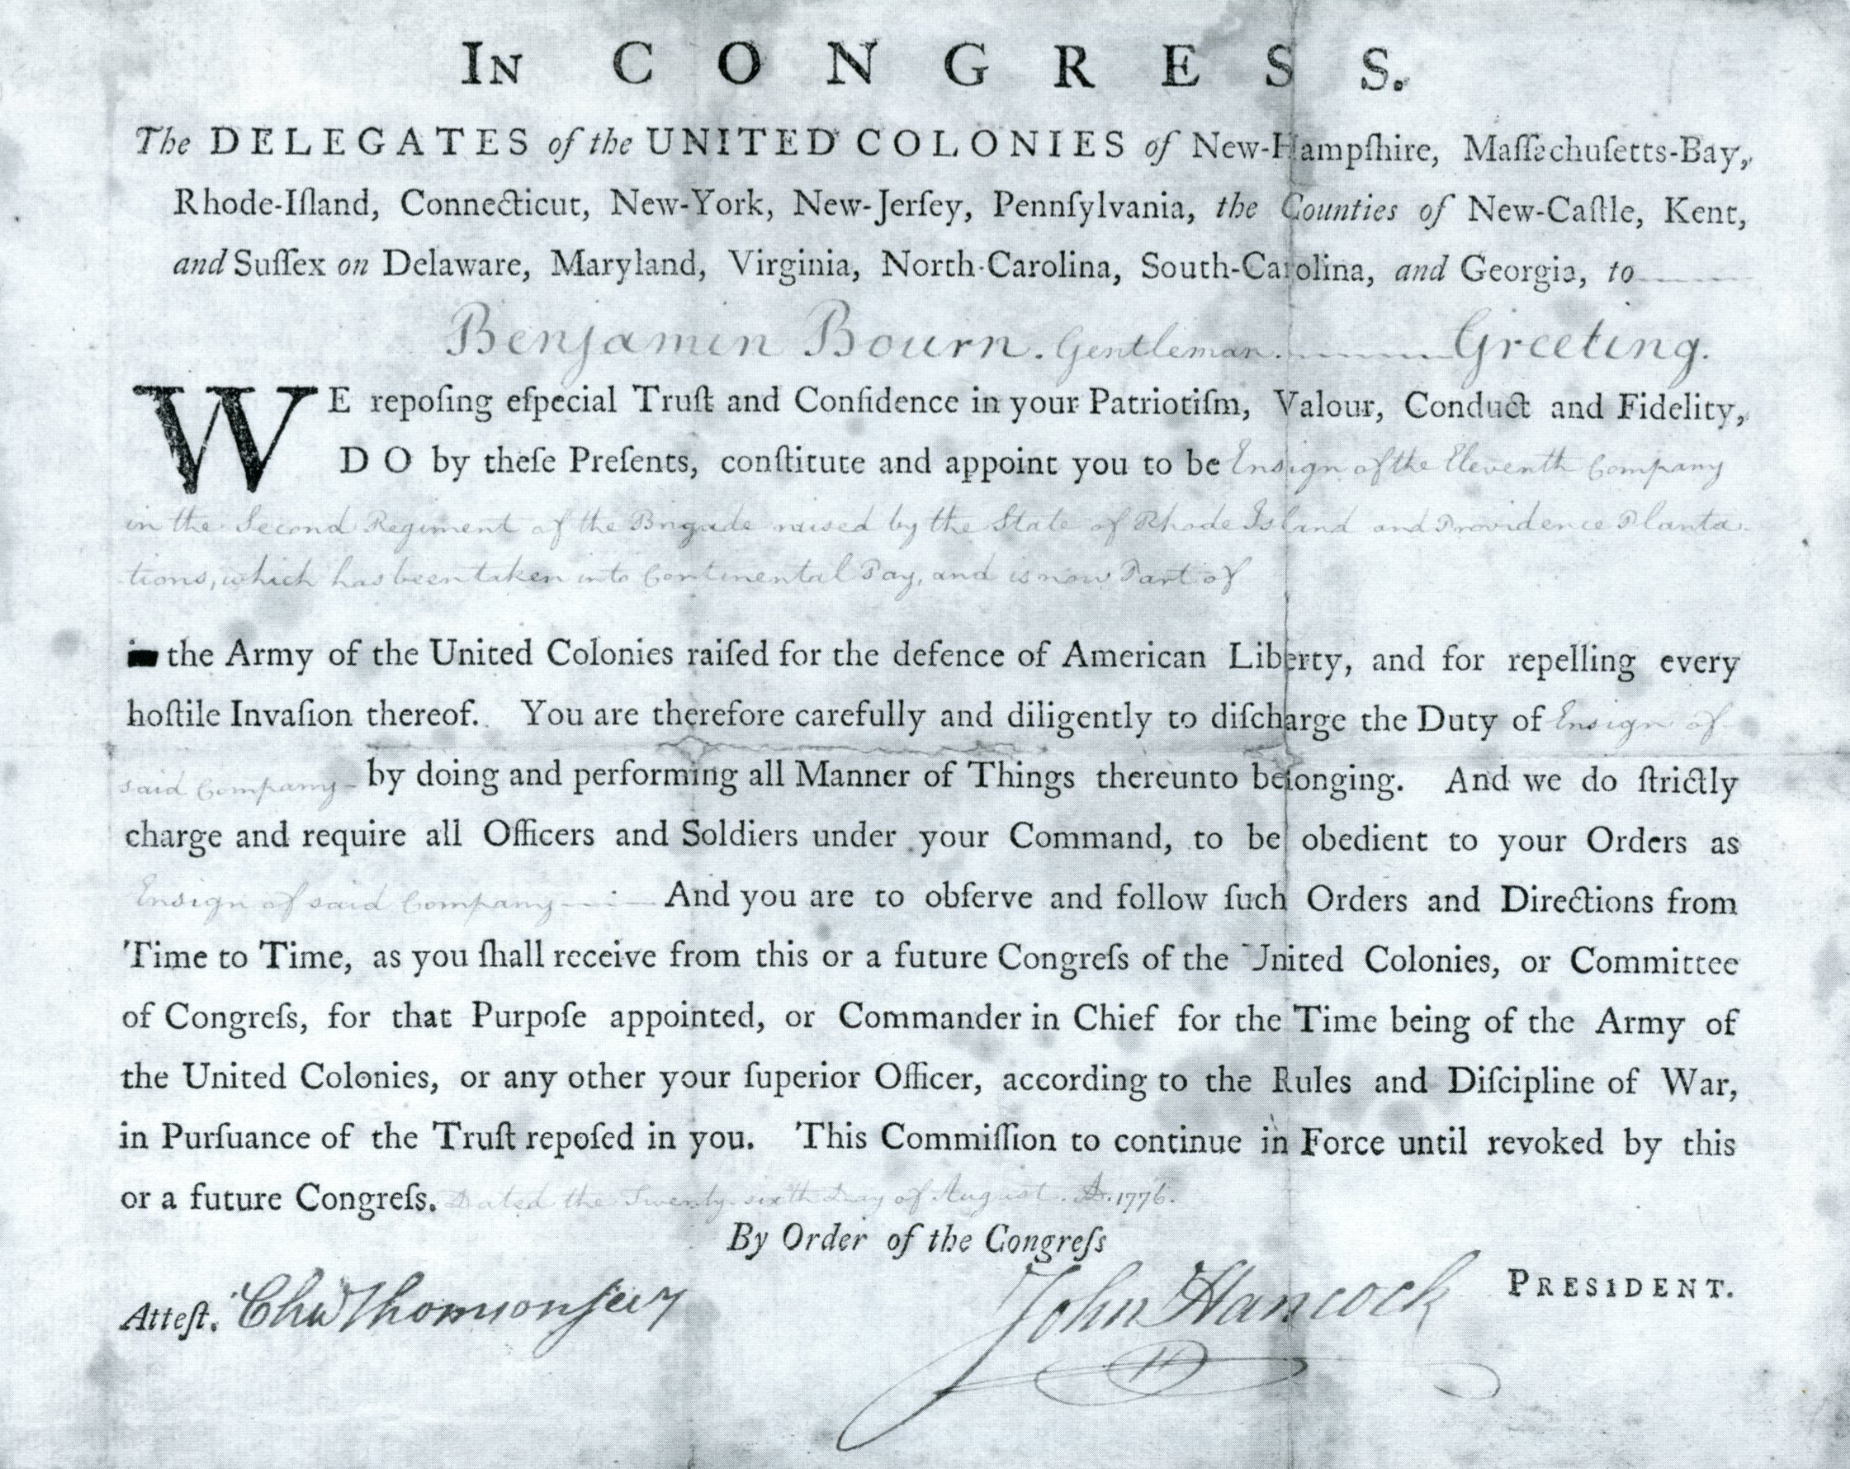 In CONGRESS.
The DELEGATES of the UNITED COLONIES of New-Hampſhire, Maſſachuſetts-Bay,
Rhode-Iſland, Connecticut, New-York, New-Jerſey, Pennſylvania, the Counties of New-Caſtle, Kent,
and Suſſex on Delaware, Maryland, Virginia, North-Carolina, South-Carolina, and Georgia, to
Benjamin Bourn. Gentleman. Greeting.
WE repoſing eſpecial Truſt and Confidence in your Patriotiſm, Valour, Conduct and Fidelity,
DO by theſe Preſents, conſtitute and appoint you to be Ensign of the Eleventh Company
in the Second Regiment of the Brigade raised by the State of Rhode Island and Providence Planta-
tions, which has been taken into Continental Pay, and is now Part of
the Army of the United Colonies raiſed for the defence of American Liberty, and for repelling every
hoſtile Invaſion thereof. You are therefore carefully and diligently to diſcharge the Duty of Ensign of
said Company - by doing and performing all Manner of Things thereunto belonging. And we do ſtrictly
charge and require all Officers and Soldiers under your Command, to be obedient to your Orders as
Ensign of said Company And you are to obſerve and follow ſuch Orders and Directions from
Time to Time, as you ſhall receive from this or a future Congreſs of the United Colonies, or Committee
of Congreſs, for that Purpoſe appointed, or Commander in Chief for the Time being of the Army of
the United Colonies, or any other your ſuperior Officer, according to the Rules and Diſcipline of War,
in Purſuance of the Truſt repoſed in you. This Commiſſion to continue in Force until revoked by this
or a future Congreſs. Dated the Twenty sixth Day of August. A.D. 1776.
By Order of the Congreſs
John Hancock PRESIDENT.
Atteſt. Cha Thomson secy